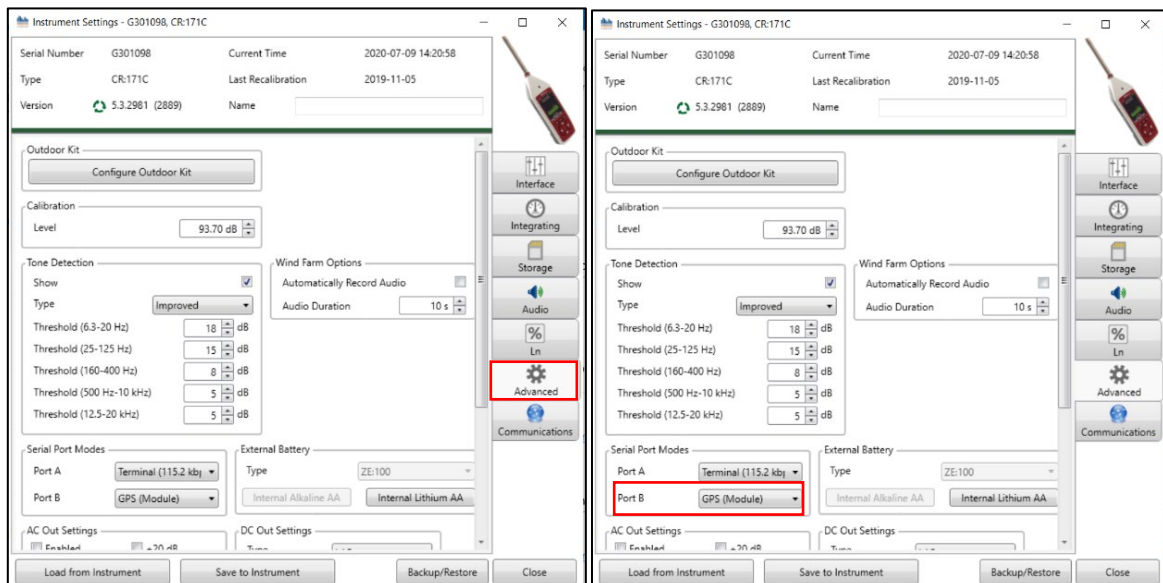 Instrument Settings - G301098, CR:171C
Serial Number G301098 Current Time 2020-07-09 14:20:58
Type CR:171C Last Recalibration 2019-11-05
Version 5.3.2981 (2889) Name
Outdoor Kit
Configure Outdoor Kit
Calibration
Level 93.70 dB
Tone Detection
Show
Type Improved
Threshold (6.3-20 Hz) 18 dB
Threshold (25-125 Hz) 15 dB
Threshold (160-400 Hz) 8 dB
Threshold (500 Hz-10 kHz) 5 dB
Threshold (12.5-20 kHz) 5 dB
Wind Farm Options
Automatically Record Audio
Audio Duration 10 s
Serial Port Modes
Port A Terminal (115.2 kbp
Port B GPS (Module)
External Battery
Type ZE:100
Internal Alkaline AA Internal Lithium AA
AC Out Settings
Enabled +20 dB
DC Out Settings
Type
Interface
Integrating
Storage
Audio
%
Ln
Advanced
Communications
Load from Instrument Save to Instrument Backup/Restore Close
Instrument Settings - G301098, CR:171C
Serial Number G301098 Current Time 2020-07-09 14:20:58
Type CR:171C Last Recalibration 2019-11-05
Version 5.3.2981 (2889) Name
Outdoor Kit
Configure Outdoor Kit
Calibration
Level 93.70 dB
Tone Detection
Show
Type Improved
Threshold (6.3-20 Hz) 18 dB
Threshold (25-125 Hz) 15 dB
Threshold (160-400 Hz) 8 dB
Threshold (500 Hz-10 kHz) 5 dB
Threshold (12.5-20 kHz) 5 dB
Wind Farm Options
Automatically Record Audio
Audio Duration 10 s
Serial Port Modes
Port A Terminal (115.2 kbp
Port B GPS (Module)
External Battery
Type ZE:100
Internal Alkaline AA Internal Lithium AA
AC Out Settings
Enabled +20 dB
DC Out Settings
Type
Interface
Integrating
Storage
Audio
%
Ln
Advanced
Communications
Load from Instrument Save to Instrument Backup/Restore Close